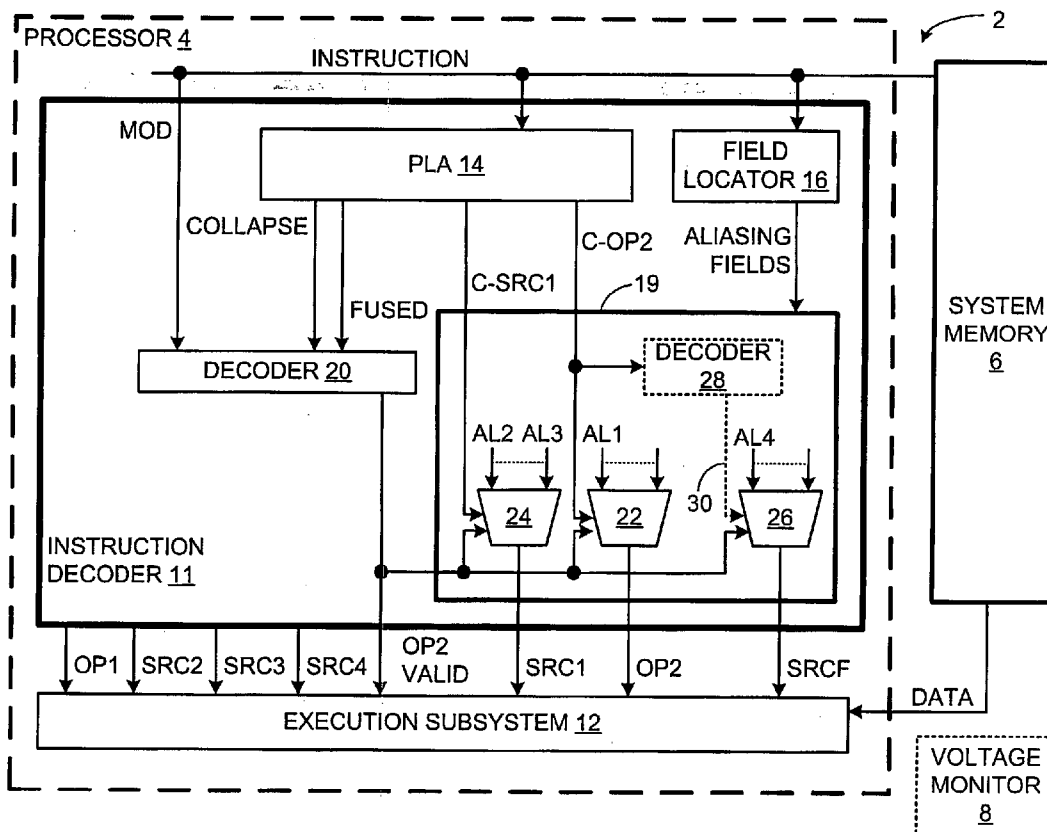 PROCESSOR 4
2
INSTRUCTION
MOD
PLA 14
FIELD
LOCATOR 16
COLLAPSE
C-OP2
ALIASING
FIELDS
C-SRC1
19
FUSED
SYSTEM
MEMORY
6
DECODER 20
DECODER
28
AL2 AL3 AL1 AL4
30
24 22 26
INSTRUCTION
DECODER 11
OP1 SRC2 SRC3 SRC4
OP2
VALID
SRC1 OP2 SRCF
DATA
EXECUTION SUBSYSTEM 12
VOLTAGE
MONITOR
8